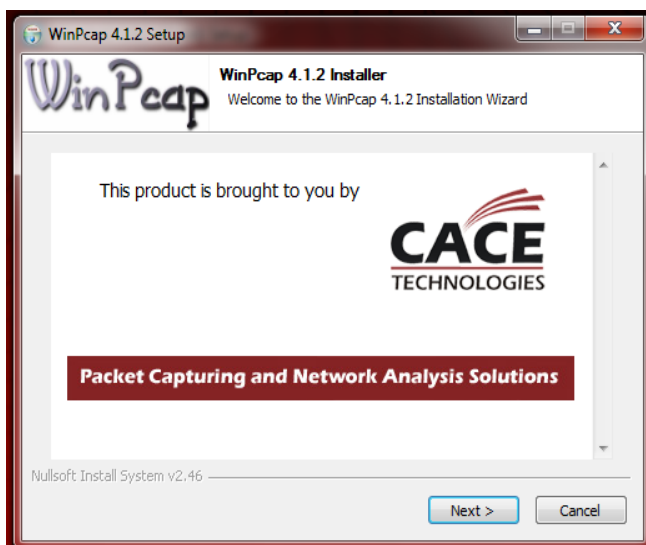 WinPcap 4.1.2 Setup
WinPcap
WinPcap 4.1.2 Installer
Welcome to the WinPcap 4.1.2 Installation Wizard
This product is brought to you by
CACE
TECHNOLOGIES
Packet Capturing and Network Analysis Solutions
Nullsoft Install System v2.46
Next >
Cancel